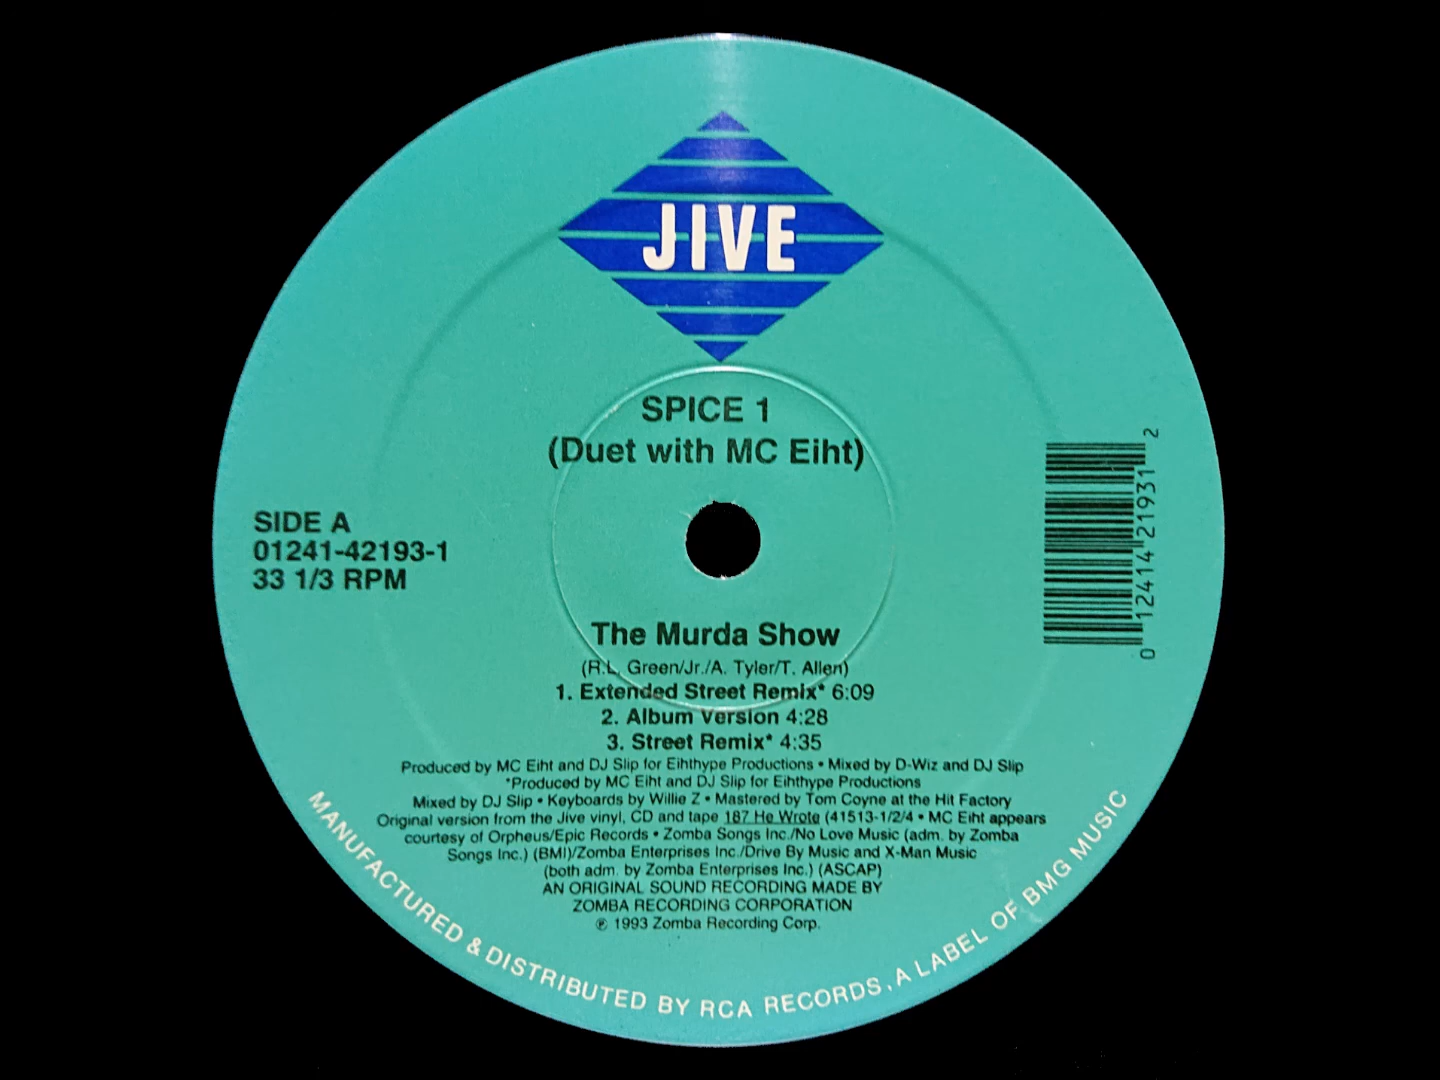 JIVE
SPICE 1
(Duet with MC Eiht)
SIDE A
01241-42193-1
33 1/3 RPM
0 12414 21931 2
The Murda Show
(R.L. Green/Jr./A. Tyler/T. Allen)
1. Extended Street Remix* 6:09
2. Album Version 4:28
3. Street Remix* 4:35
Produced by MC Eiht and DJ Slip for Eihthype Productions • Mixed by D-Wiz and DJ Slip
*Produced by MC Eiht and DJ Slip for Eihthype Productions
Mixed by DJ Slip • Keyboards by Willie Z • Mastered by Tom Coyne at the Hit Factory
Original version from the Jive vinyl, CD and tape 187 He Wrote (41513-1/2/4 • MC Eiht appears
courtesy of Orpheus/Epic Records • Zomba Songs Inc./No Love Music (adm. by Zomba
Songs Inc.) (BMI)/Zomba Enterprises Inc./Drive By Music and X-Man Music
(both adm. by Zomba Enterprises Inc.) (ASCAP)
AN ORIGINAL SOUND RECORDING MADE BY
ZOMBA RECORDING CORPORATION
℗ 1993 Zomba Recording Corp.
MANUFACTURED & DISTRIBUTED BY RCA RECORDS, A LABEL OF BMG MUSIC